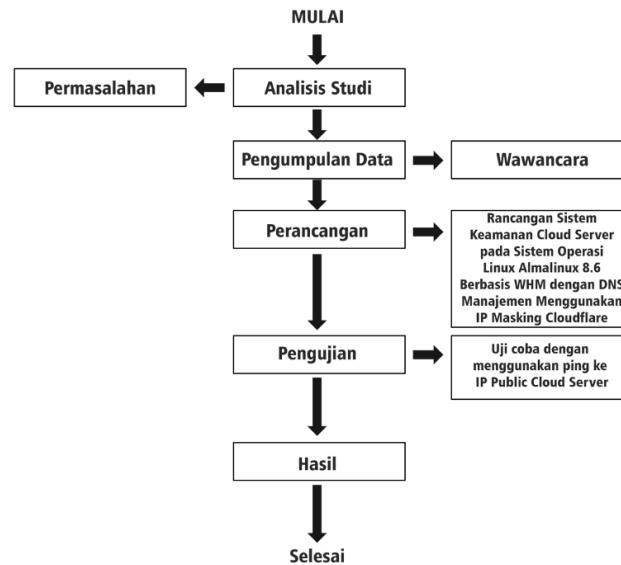 MULAI
Permasalahan
Analisis Studi
Pengumpulan Data
Wawancara
Perancangan
Rancangan Sistem
Keamanan Cloud Server
pada Sistem Operasi
Linux Almalinux 8.6
Berbasis WHM dengan DNS
Manajemen Menggunakan
IP Masking Cloudflare
Pengujian
Uji coba dengan
menggunakan ping ke
IP Public Cloud Server
Hasil
Selesai